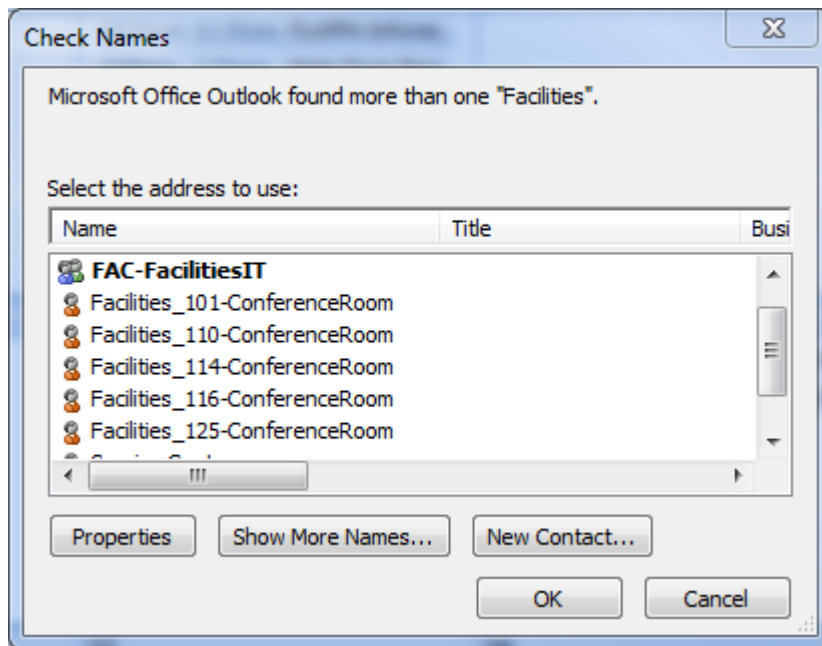 Check Names
Microsoft Office Outlook found more than one "Facilities".
Select the address to use:
Name Title Busi
FAC-FacilitiesIT
Facilities_101-ConferenceRoom
Facilities_110-ConferenceRoom
Facilities_114-ConferenceRoom
Facilities_116-ConferenceRoom
Facilities_125-ConferenceRoom
Properties Show More Names... New Contact...
OK Cancel